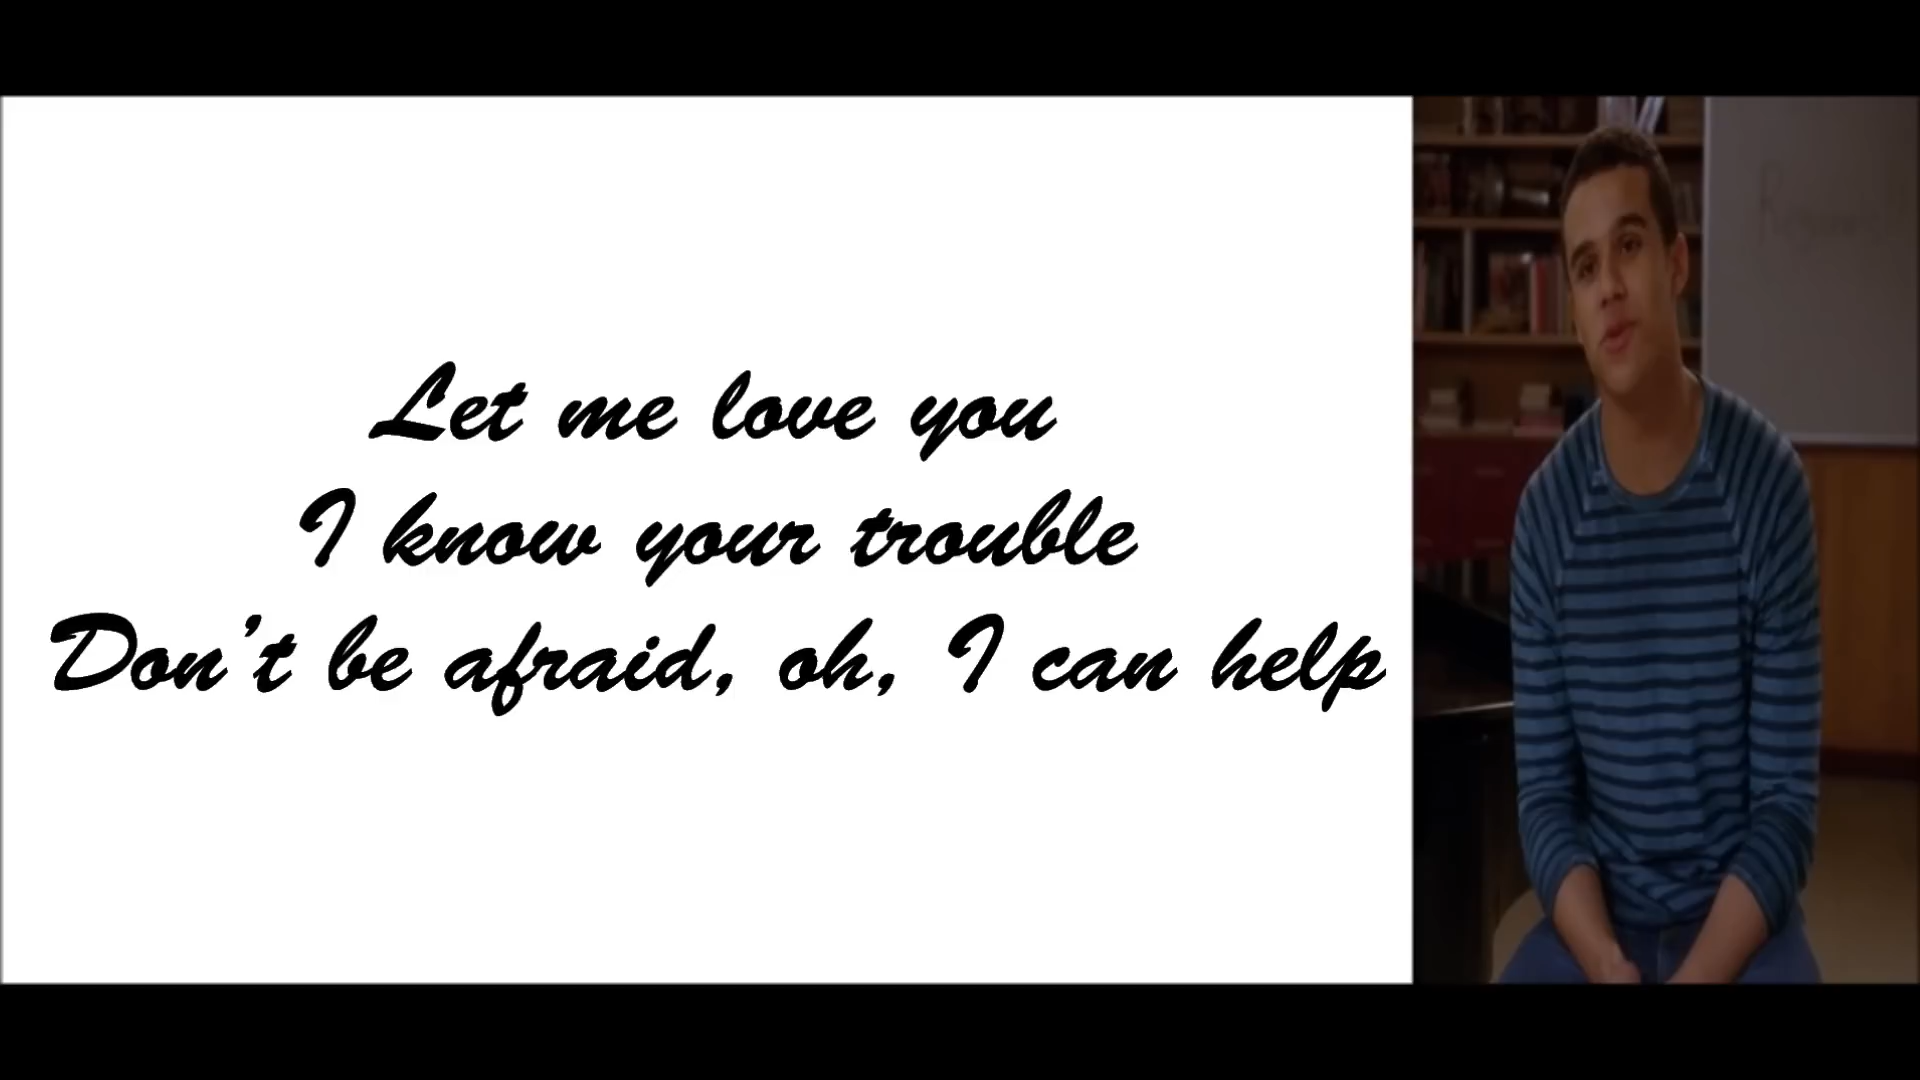 Let me love you
I know your trouble
Don't be afraid, oh, I can help